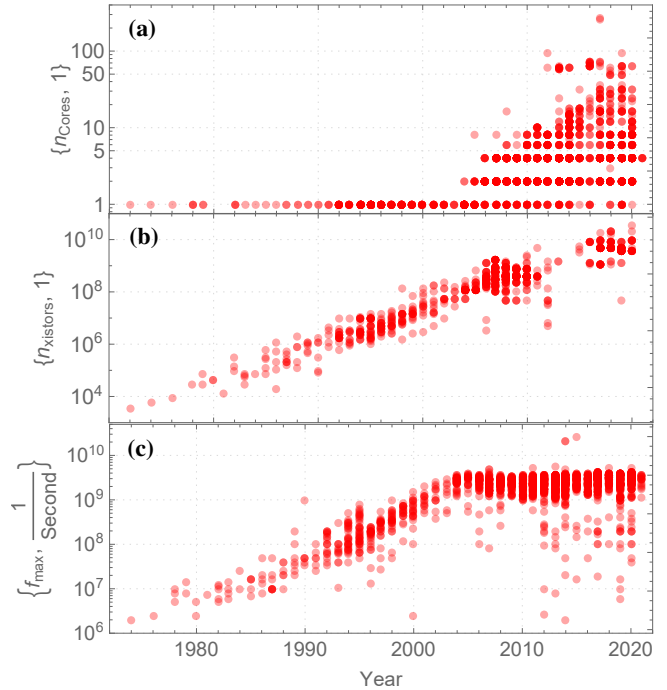 (a)
{n_Cores, 1}
100
50
10
5
1
(b)
{n_xistors, 1}
10^10
10^8
10^6
10^4
(c)
{f_max, 1/Second}
10^10
10^9
10^8
10^7
10^6
1980 1990 2000 2010 2020
Year